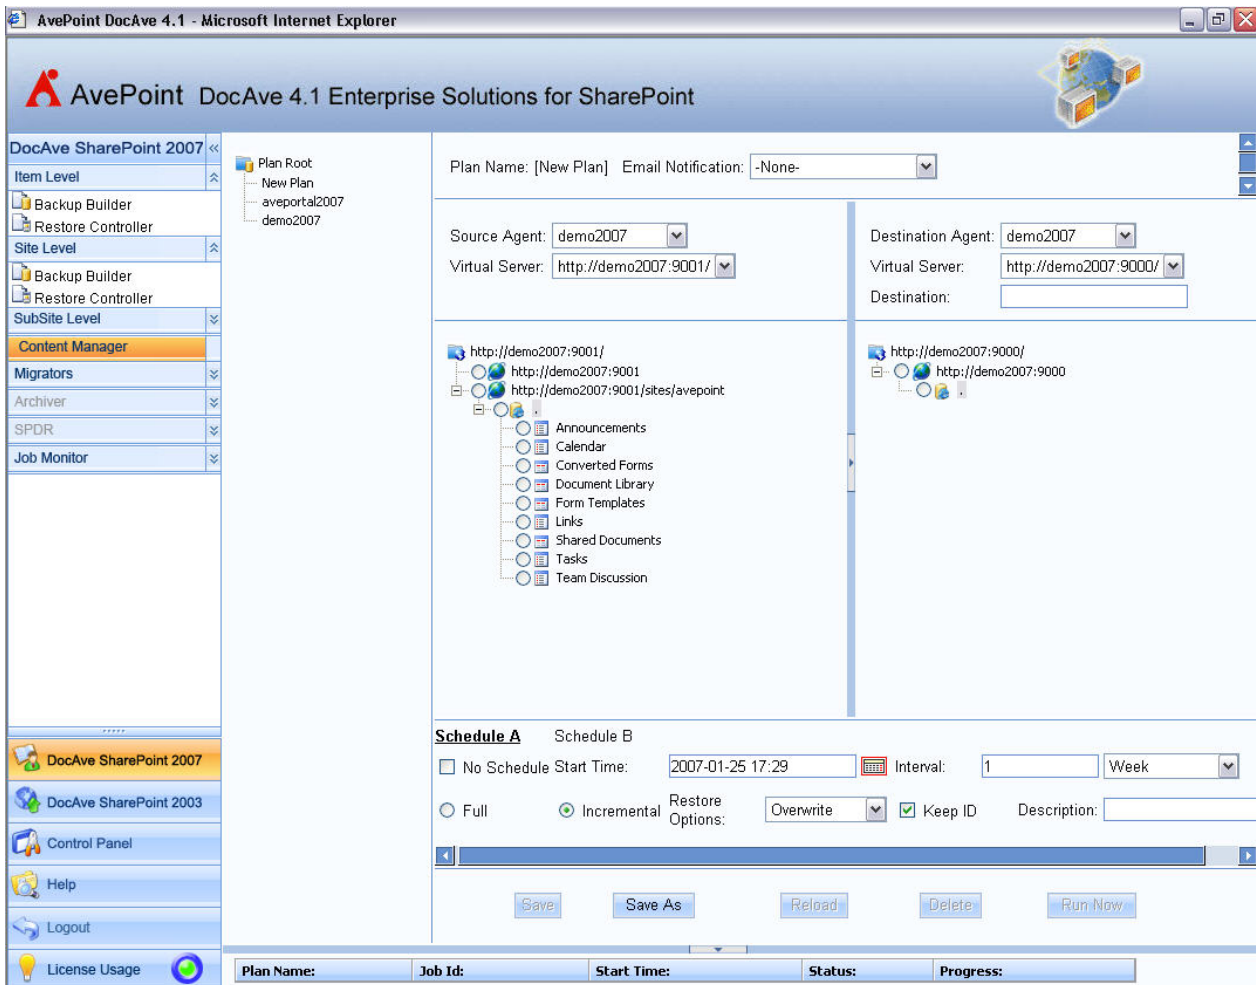 AvePoint DocAve 4.1 - Microsoft Internet Explorer
AvePoint DocAve 4.1 Enterprise Solutions for SharePoint
DocAve SharePoint 2007
Item Level
Backup Builder
Restore Controller
Site Level
Backup Builder
Restore Controller
SubSite Level
Content Manager
Migrators
Archiver
SPDR
Job Monitor
DocAve SharePoint 2007
DocAve SharePoint 2003
Control Panel
Help
Logout
License Usage
Plan Root
New Plan
aveportal2007
demo2007
Plan Name: [New Plan] Email Notification: -None-
Source Agent: demo2007
Virtual Server: http://demo2007:9001/
Destination Agent: demo2007
Virtual Server: http://demo2007:9000/
Destination:
http://demo2007:9001/
http://demo2007:9001
http://demo2007:9001/sites/avepoint
.
Announcements
Calendar
Converted Forms
Document Library
Form Templates
Links
Shared Documents
Tasks
Team Discussion
http://demo2007:9000/
http://demo2007:9000
.
Schedule A Schedule B
No Schedule Start Time: 2007-01-25 17:29 Interval: 1 Week
Full Incremental Restore Options: Overwrite Keep ID Description:
Save Save As Reload Delete Run Now
Plan Name: Job Id: Start Time: Status: Progress: